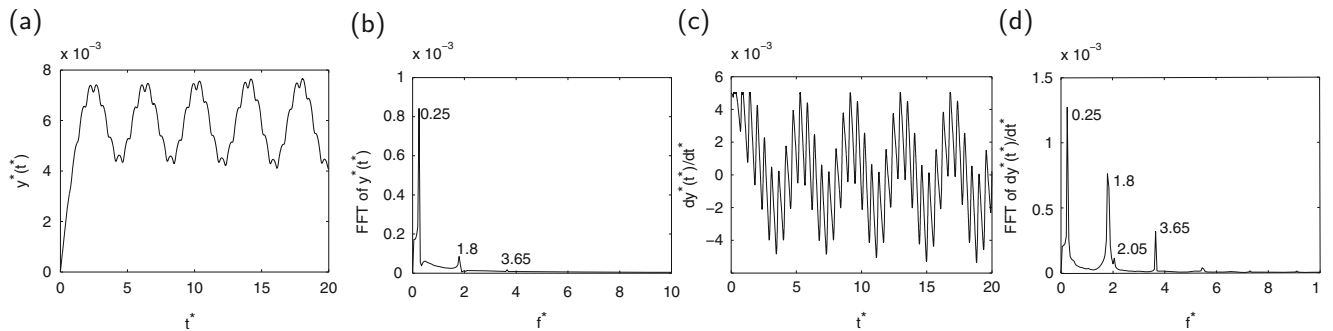 (a)
x 10⁻³
8
6
4
2
0
0 5 10 15 20
y*(t*)
t*
(b)
x 10⁻³
1
0.8
0.6
0.4
0.2
0
0 2 4 6 8 10
0.25
1.8
3.65
FFT of y*(t*)
f*
(c)
x 10⁻³
6
4
2
0
−2
−4
0 5 10 15 20
dy*(t*)/dt*
t*
(d)
x 10⁻³
1.5
1
0.5
0
0 2 4 6 8 1
0.25
1.8
2.05
3.65
FFT of dy*(t*)/dt*
f*